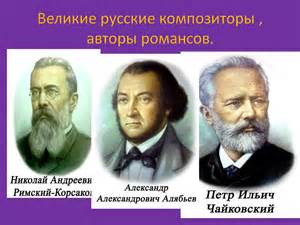 Великие русские композиторы ,
авторы романсов.
Николай Андреевич
Римский-Корсаков
Александр
Александрович Алябьев
Петр Ильич
Чайковский